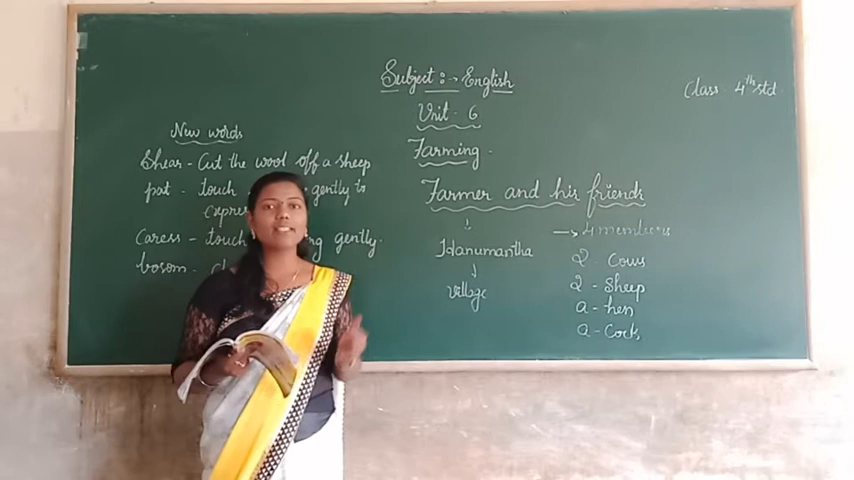 Subject :- English
Class 4th std
Unit - 6
Farming.
New words
Shear - Cut the wool off a sheep
pat - Touch gently to
expre
Caress - Touch ing gently.
bosom -
Farmer and his friends
↓
Hanumantha
↓
village
→ 4 members
2 - Cows
2 - Sheep
a - hen
a - Cock